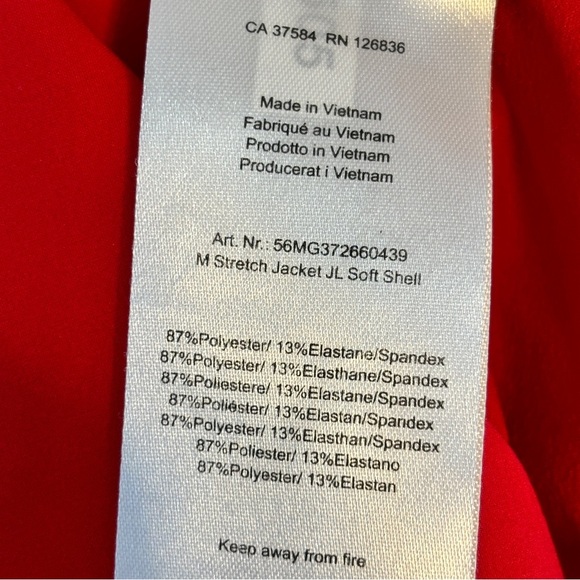 CA 37584 RN 126836
Made in Vietnam
Fabriqué au Vietnam
Prodotto in Vietnam
Producerat i Vietnam
Art. Nr.: 56MG372660439
M Stretch Jacket JL Soft Shell
87%Polyester/ 13%Elastane/Spandex
87%Polyester/ 13%Elasthane/Spandex
87%Poliestere/ 13%Elastane/Spandex
87%Poliéster/ 13%Elastan/Spandex
87%Polyester/ 13%Elasthan/Spandex
87%Poliester/ 13%Elastano
87%Polyester/ 13%Elastan
Keep away from fire